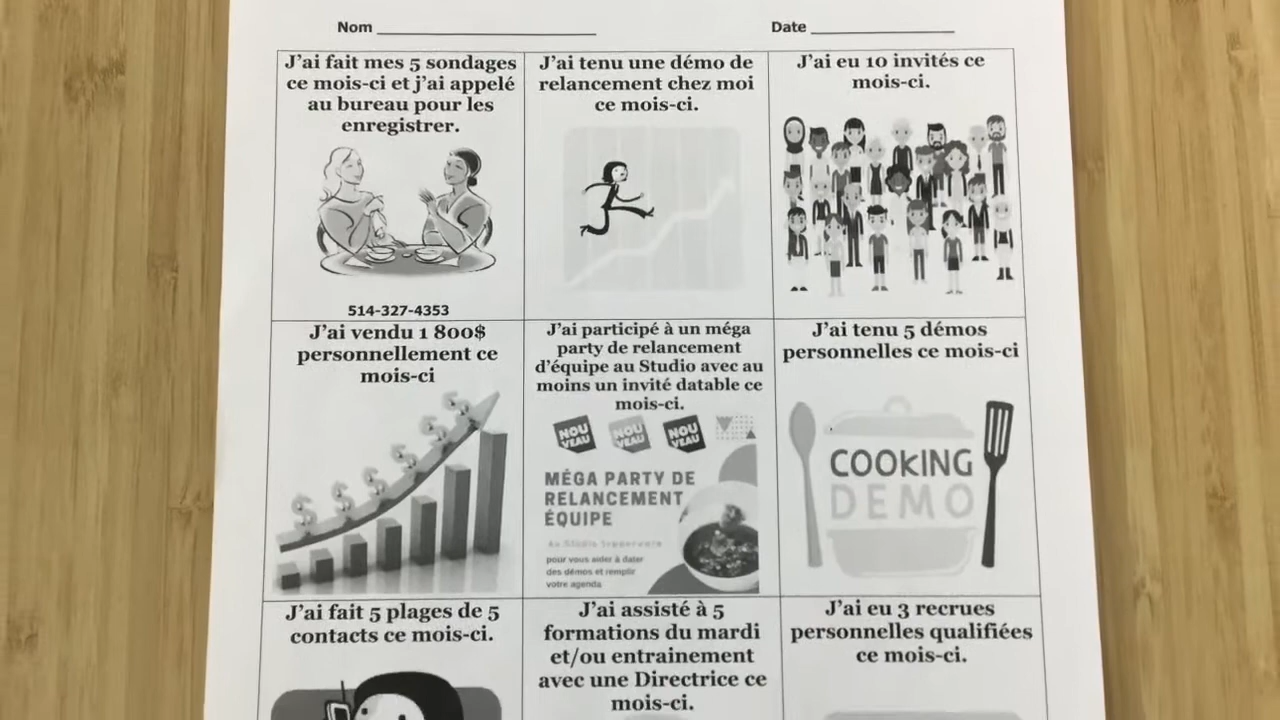 Nom
Date
J'ai fait mes 5 sondages
ce mois-ci et j'ai appelé
au bureau pour les
enregistrer.
514-327-4353
J'ai tenu une démo de
relancement chez moi
ce mois-ci.
J'ai eu 10 invités ce
mois-ci.
J'ai vendu 1 800$
personnellement ce
mois-ci
J'ai participé à un méga
party de relancement
d'équipe au Studio avec au
moins un invité datable ce
mois-ci.
NOU
VEAU
NOU
VEAU
NOU
VEAU
MÉGA PARTY DE
RELANCEMENT
ÉQUIPE
Au Studio Tupperware
pour vous aider à dater
des démos et remplir
votre agenda
J'ai tenu 5 démos
personnelles ce mois-ci
COOKING
DEMO
J'ai fait 5 plages de 5
contacts ce mois-ci.
J'ai assisté à 5
formations du mardi
et/ou entrainement
avec une Directrice ce
mois-ci.
J'ai eu 3 recrues
personnelles qualifiées
ce mois-ci.